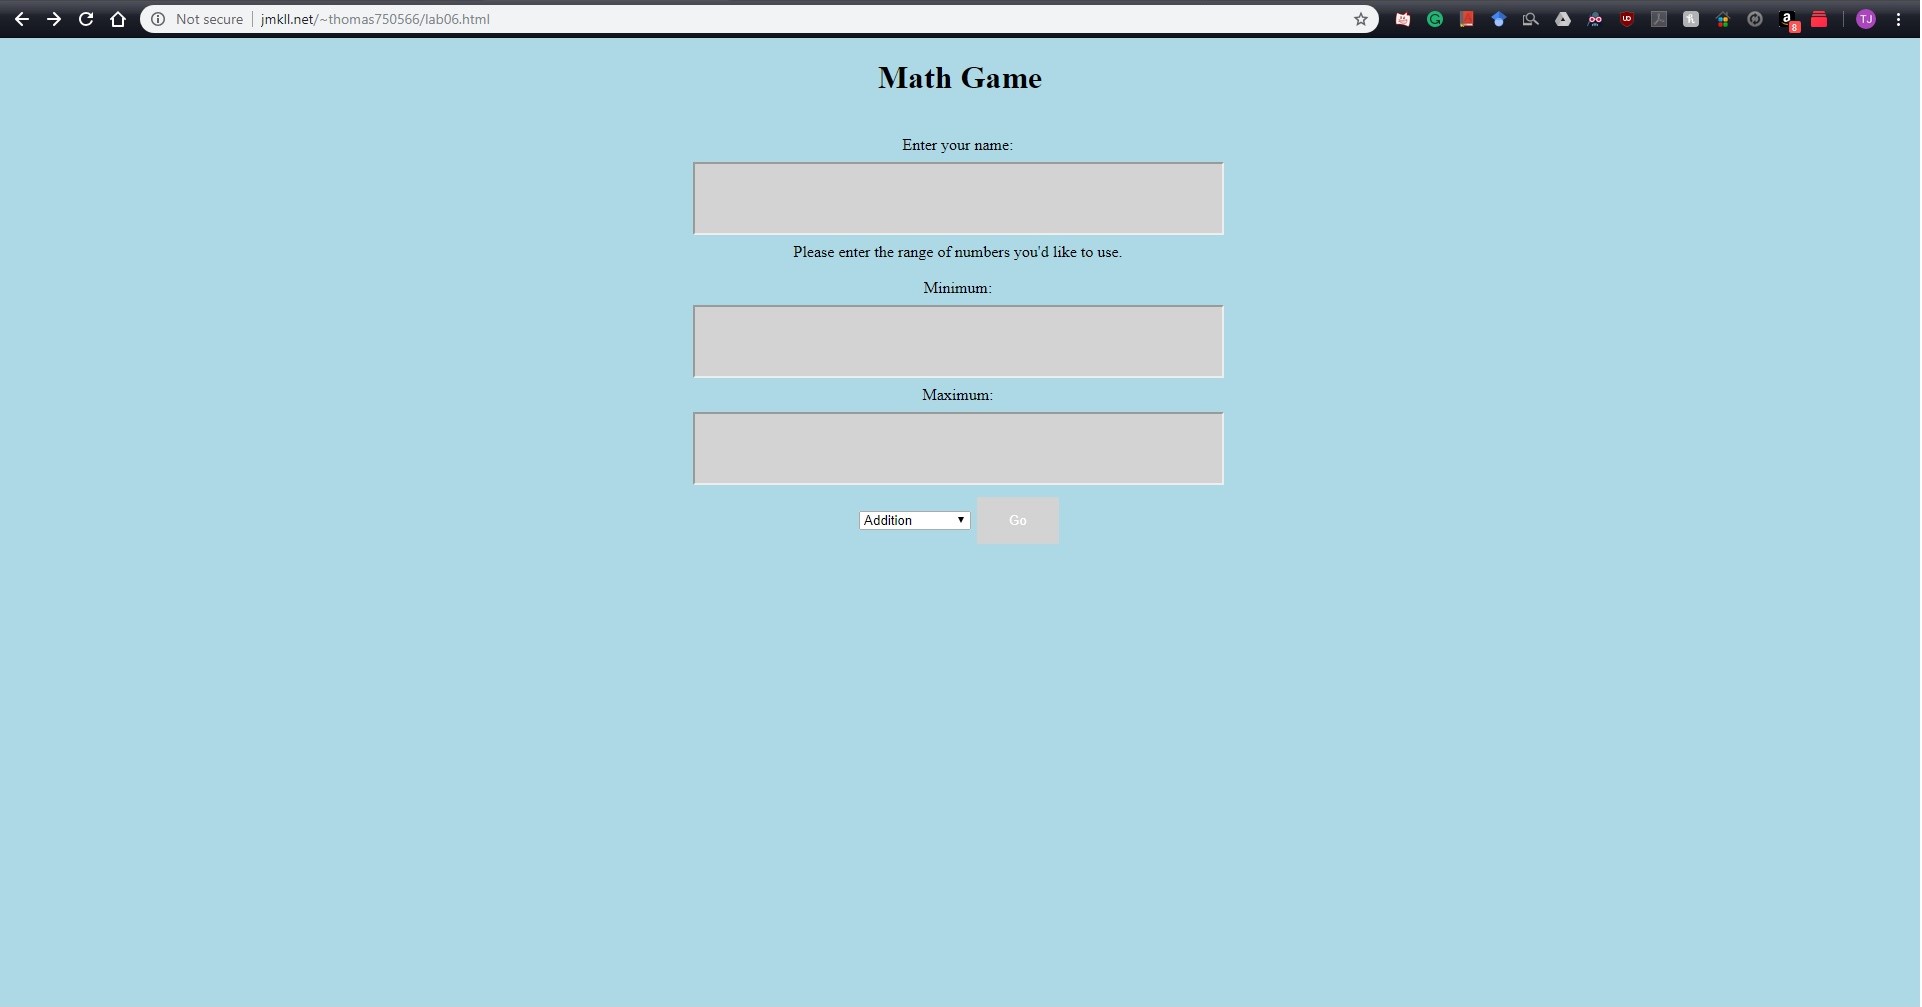 Not secure jmkll.net/~thomas750566/lab06.html
a
8
TJ
Math Game
Enter your name:
Please enter the range of numbers you'd like to use.
Minimum:
Maximum:
Addition Go